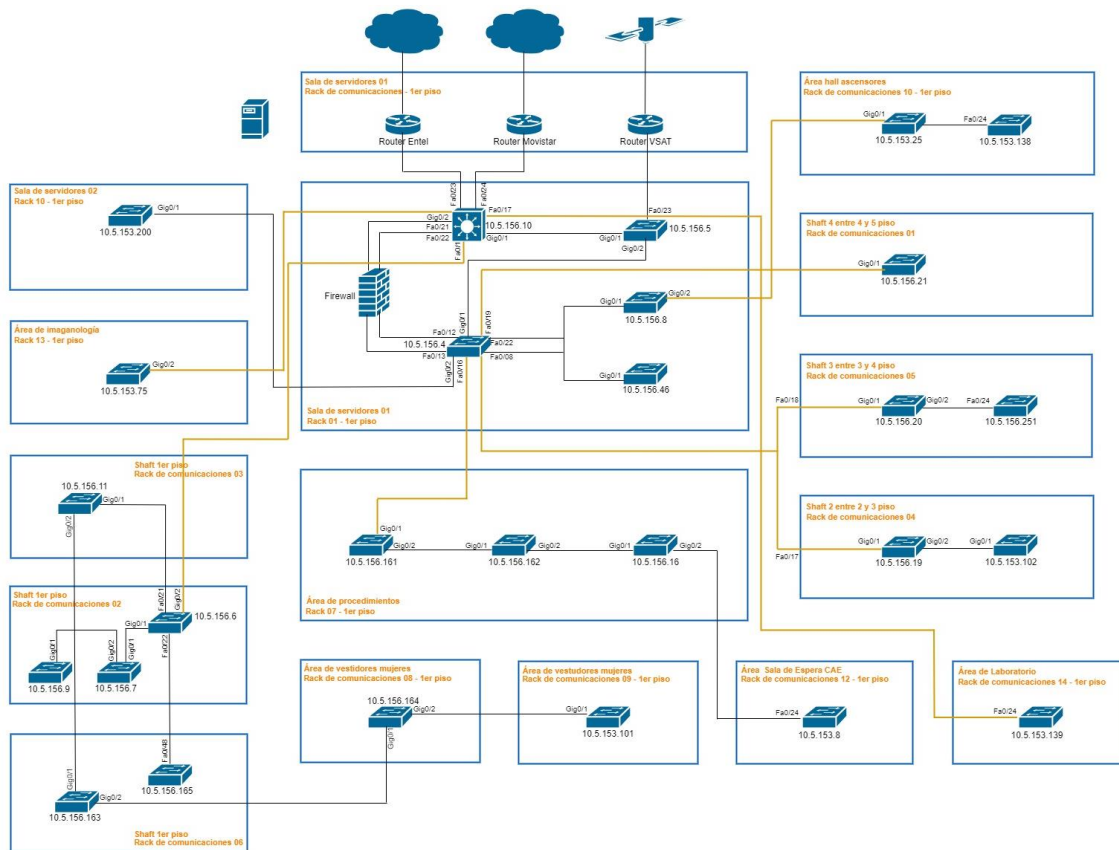 Sala de servidores 01
Rack de comunicaciones - 1er piso
Router Entel
Router Movistar
Router VSAT
Área hall ascensores
Rack de comunicaciones 10 - 1er piso
Gig0/1
10.5.153.25
Fa0/24
10.5.153.138
Sala de servidores 02
Rack 10 - 1er piso
Gig0/1
10.5.153.200
Fa0/23
Fa0/24
Fa0/17
Gig0/2
Fa0/21
Fa0/22
Fa0/1
10.5.156.10
Gig0/1
Gig0/1
Fa0/23
10.5.156.5
Gig0/2
Firewall
Shaft 4 entre 4 y 5 piso
Rack de comunicaciones 01
Gig0/1
10.5.156.21
Gig0/1
Gig0/2
10.5.156.8
Gig0/1
Fa0/19
Fa0/12
10.5.156.4
Fa0/13
Fa0/22
Fa0/08
Gig0/2
Fa0/16
Gig0/1
10.5.156.46
Sala de servidores 01
Rack 01 - 1er piso
Área de imaganología
Rack 13 - 1er piso
Gig0/2
10.5.153.75
Shaft 3 entre 3 y 4 piso
Rack de comunicaciones 05
Fa0/18
Gig0/1
Gig0/2
Fa0/24
10.5.156.20
10.5.156.251
Shaft 1er piso
Rack de comunicaciones 03
10.5.156.11
Gig0/1
Gig0/2
Shaft 2 entre 2 y 3 piso
Rack de comunicaciones 04
Fa0/17
Gig0/1
Gig0/2
Gig0/1
10.5.156.19
10.5.153.102
Gig0/1
Gig0/2
Gig0/1
Gig0/2
Gig0/1
Gig0/2
10.5.156.161
10.5.156.162
10.5.156.16
Área de procedimientos
Rack 07 - 1er piso
Shaft 1er piso
Rack de comunicaciones 02
Fa0/21
Gig0/2
10.5.156.6
Gig0/1
Fa0/22
Gig0/1
Gig0/2
Gig0/1
10.5.156.9
10.5.156.7
Área de vestidores mujeres
Rack de comunicaciones 08 - 1er piso
10.5.156.164
Gig0/2
Gig0/1
Área de vestudores mujeres
Rack de comunicaciones 09 - 1er piso
Gig0/1
10.5.153.101
Área Sala de Espera CAE
Rack de comunicaciones 12 - 1er piso
Fa0/24
10.5.153.8
Área de Laboratorio
Rack de comunicaciones 14 - 1er piso
Fa0/24
10.5.153.139
Fa0/48
10.5.156.165
Gig0/1
Gig0/2
10.5.156.163
Shaft 1er piso
Rack de comunicaciones 06